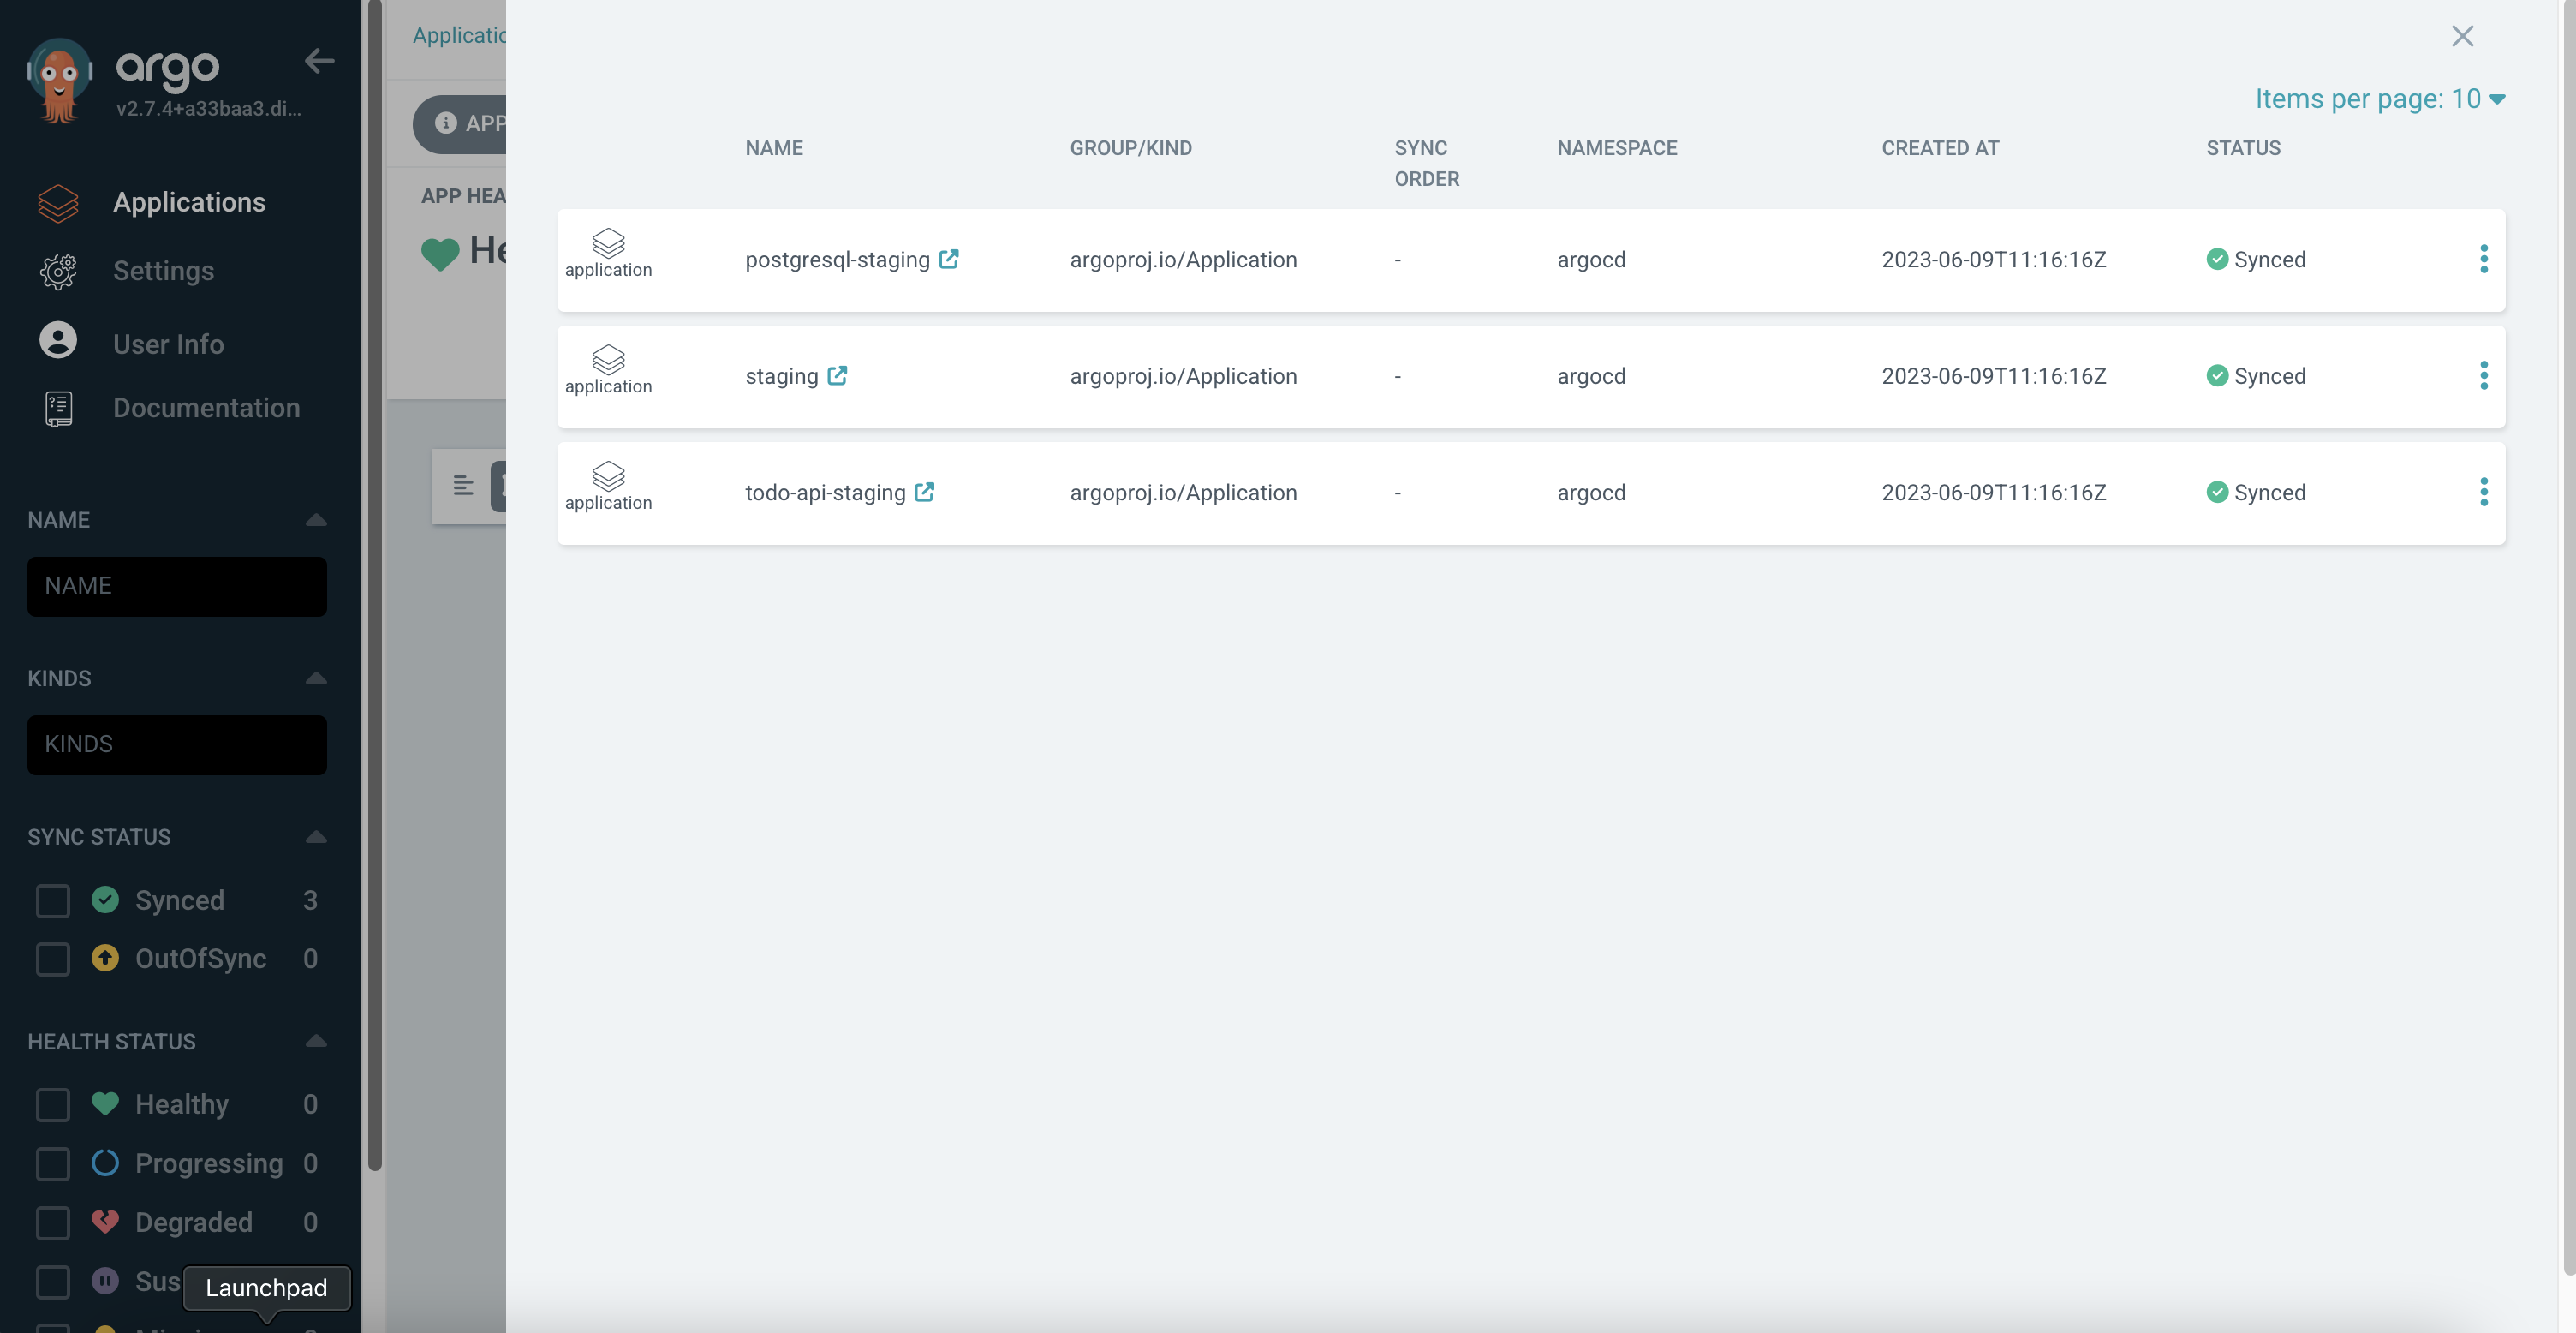 argo
v2.7.4+a33baa3.di...
Applications
Settings
User Info
Documentation
NAME
NAME
KINDS
KINDS
SYNC STATUS
Synced 3
OutOfSync 0
HEALTH STATUS
Healthy 0
Progressing 0
Degraded 0
Sus
Launchpad
Applicatio
APP
APP HEA
He
Items per page: 10
NAME GROUP/KIND SYNC ORDER NAMESPACE CREATED AT STATUS
application postgresql-staging argoproj.io/Application - argocd 2023-06-09T11:16:16Z Synced
application staging argoproj.io/Application - argocd 2023-06-09T11:16:16Z Synced
application todo-api-staging argoproj.io/Application - argocd 2023-06-09T11:16:16Z Synced